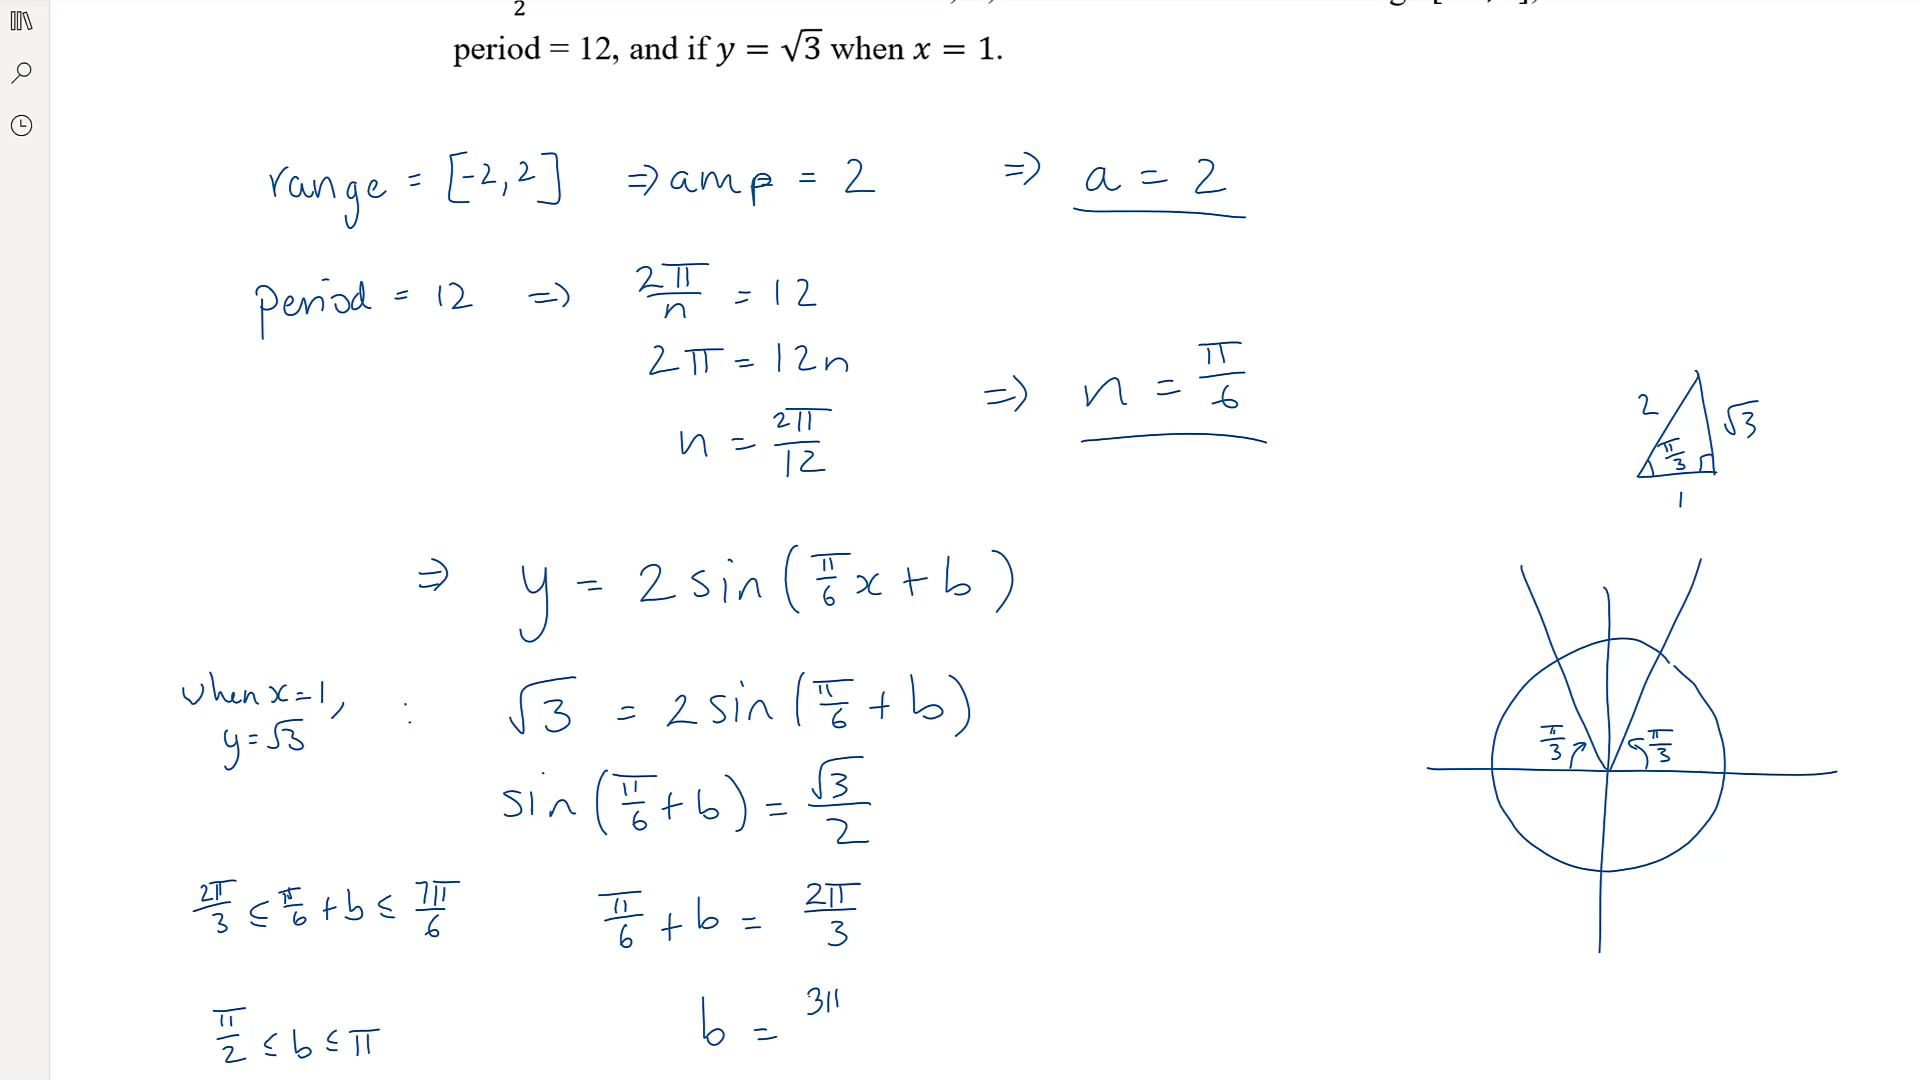 2
period = 12, and if y = √3 when x = 1.
range = [-2,2] ⇒ amp = 2 ⇒ a = 2
period = 12 ⇒ 2π/n = 12
2π = 12n
n = 2π/12 ⇒ n = π/6
2 √3
π/3
1
⇒ y = 2 sin(π/6 x + b)
when x=1, : √3 = 2 sin(π/6 + b)
y=√3
π/3 π/3
sin(π/6 + b) = √3/2
2π/3 ≤ π/6 + b ≤ 7π/6 π/6 + b = 2π/3
π/2 ≤ b ≤ π b = 3π